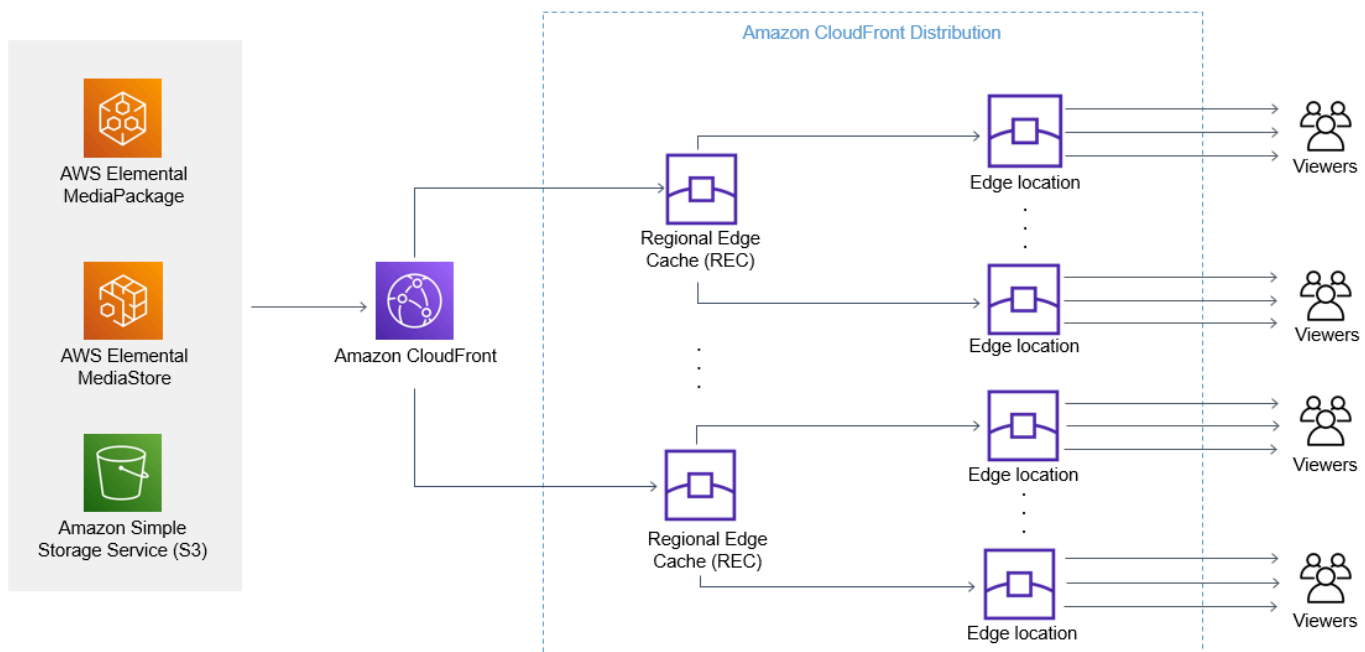 Amazon CloudFront Distribution
AWS Elemental
MediaPackage
AWS Elemental
MediaStore
Amazon Simple
Storage Service (S3)
Amazon CloudFront
Regional Edge
Cache (REC)
Regional Edge
Cache (REC)
Edge location
Edge location
Edge location
Edge location
Viewers
Viewers
Viewers
Viewers